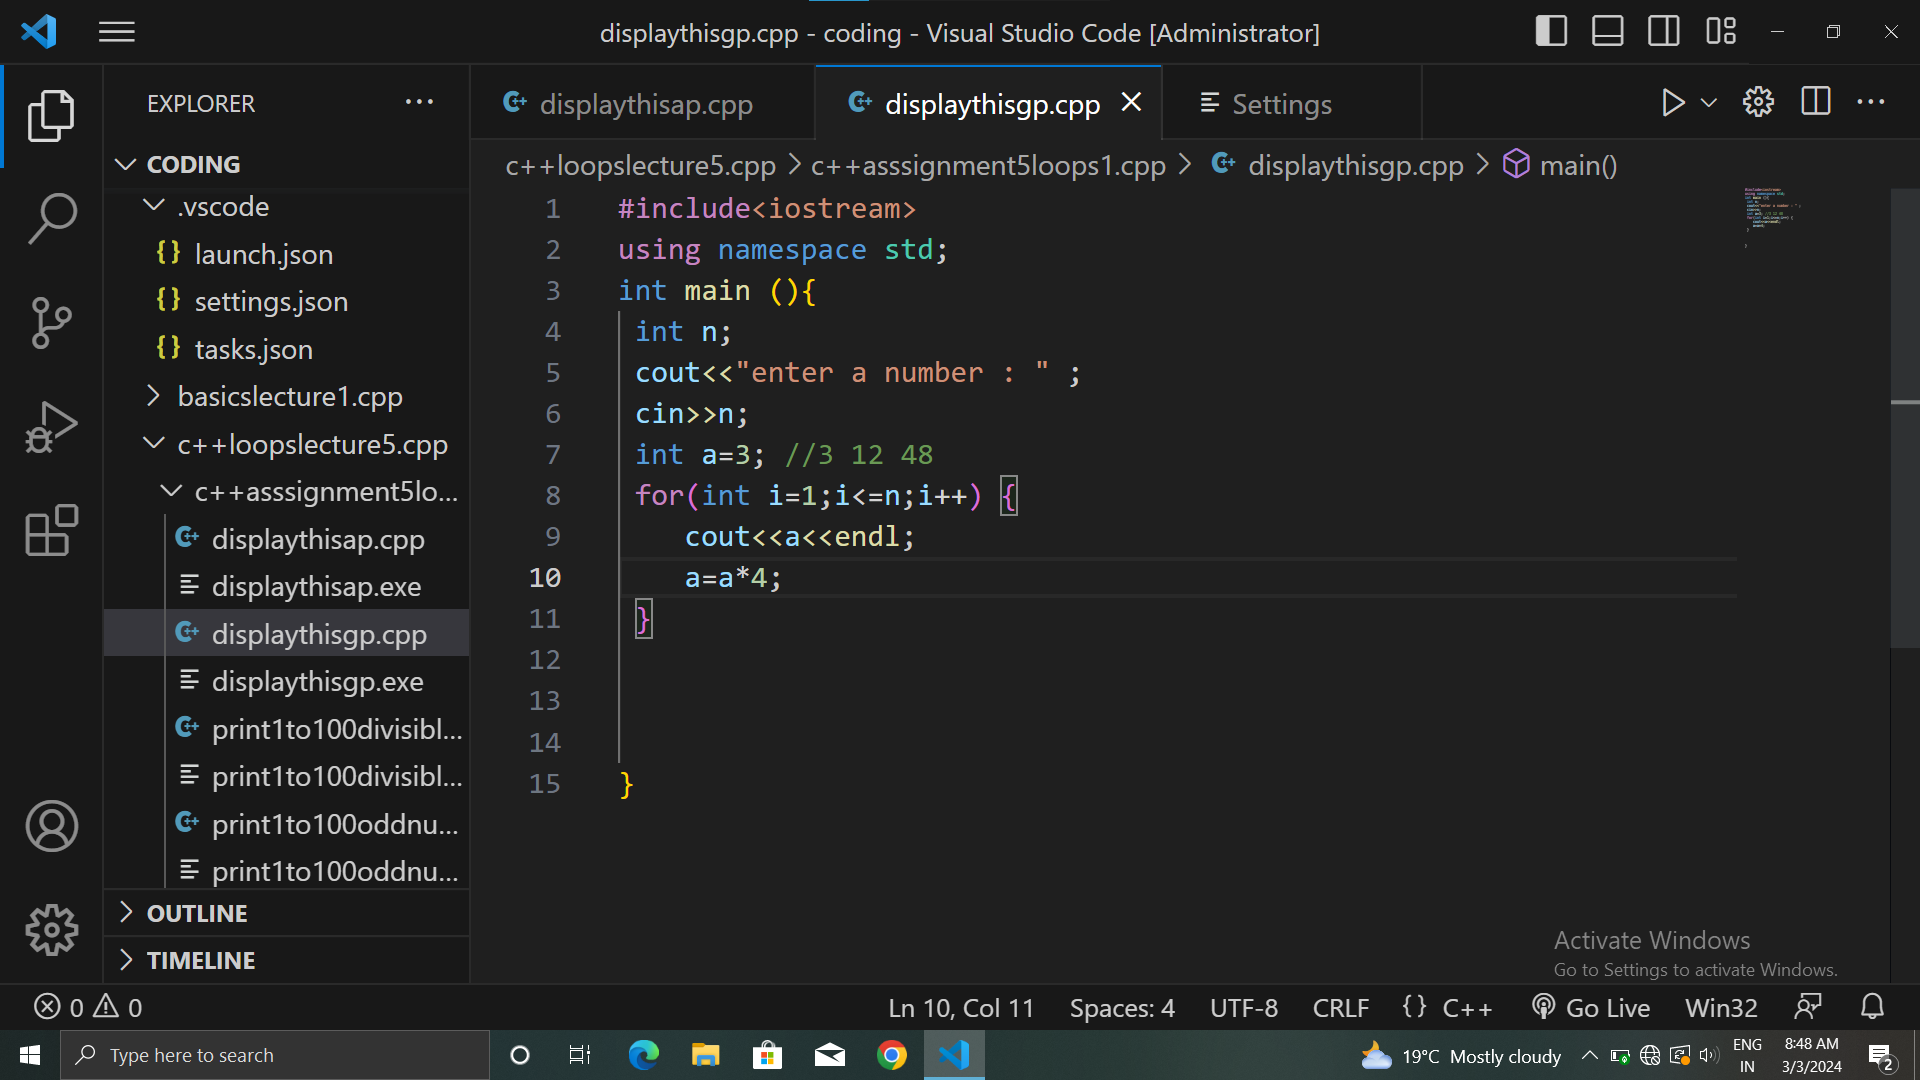 displaythisgp.cpp - coding - Visual Studio Code [Administrator]
EXPLORER
displaythisap.cpp
displaythisgp.cpp
Settings
CODING
c++loopslecture5.cpp > c++asssignment5loops1.cpp > displaythisgp.cpp > main()
.vscode
{} launch.json
{} settings.json
{} tasks.json
basicslecture1.cpp
c++loopslecture5.cpp
c++asssignment5lo...
displaythisap.cpp
displaythisap.exe
displaythisgp.cpp
displaythisgp.exe
print1to100divisibl...
print1to100divisibl...
print1to100oddnu...
print1to100oddnu...
OUTLINE
TIMELINE
1 #include<iostream>
2 using namespace std;
3 int main (){
4 int n;
5 cout<<"enter a number : " ;
6 cin>>n;
7 int a=3; //3 12 48
8 for(int i=1;i<=n;i++) {
9 cout<<a<<endl;
10 a=a*4;
11 }
12
13
14
15 }
Activate Windows
Go to Settings to activate Windows.
0 0
Ln 10, Col 11
Spaces: 4
UTF-8
CRLF
{} C++
Go Live
Win32
Type here to search
19°C Mostly cloudy
ENG
IN
8:48 AM
3/3/2024
2